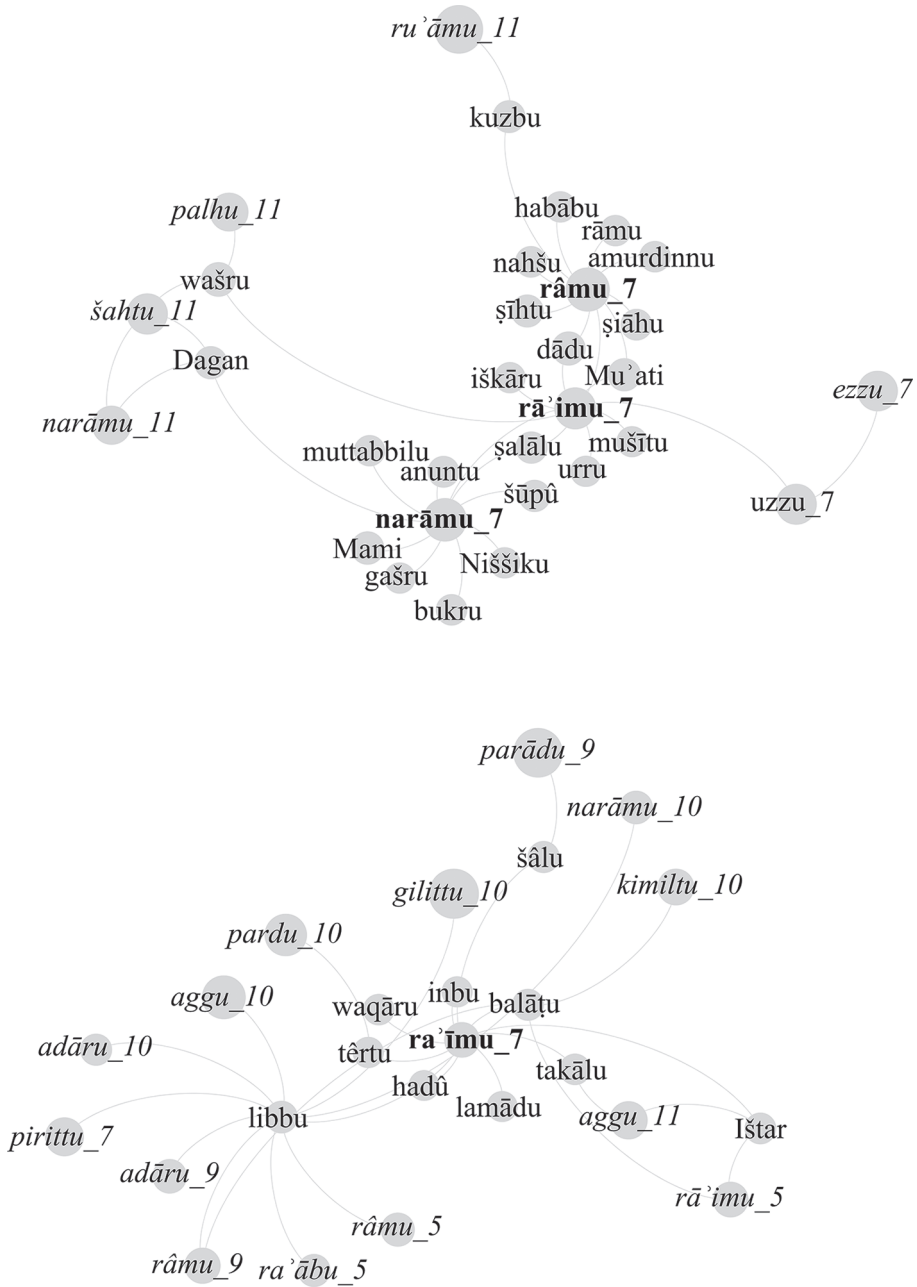 ruʾāmu_11
kuzbu
palhu_11
habābu
rāmu
nahšu
amurdinnu
wašru
râmu_7
šahtu_11
ṣīhtu
ṣiāhu
dādu
Dagan
iškāru
Muʾati
ezzu_7
rāʾimu_7
narāmu_11
muttabbilu
ṣalālu
mušītu
anuntu
urru
šūpû
uzzu_7
narāmu_7
Mami
Niššiku
gašru
bukru
parādu_9
narāmu_10
šâlu
gilittu_10
kimiltu_10
pardu_10
aggu_10
waqāru
inbu
balāṭu
adāru_10
têrtu
raʾīmu_7
takālu
hadû
lamādu
libbu
aggu_11
Ištar
pirittu_7
adāru_9
rāʾimu_5
râmu_5
râmu_9
raʾābu_5